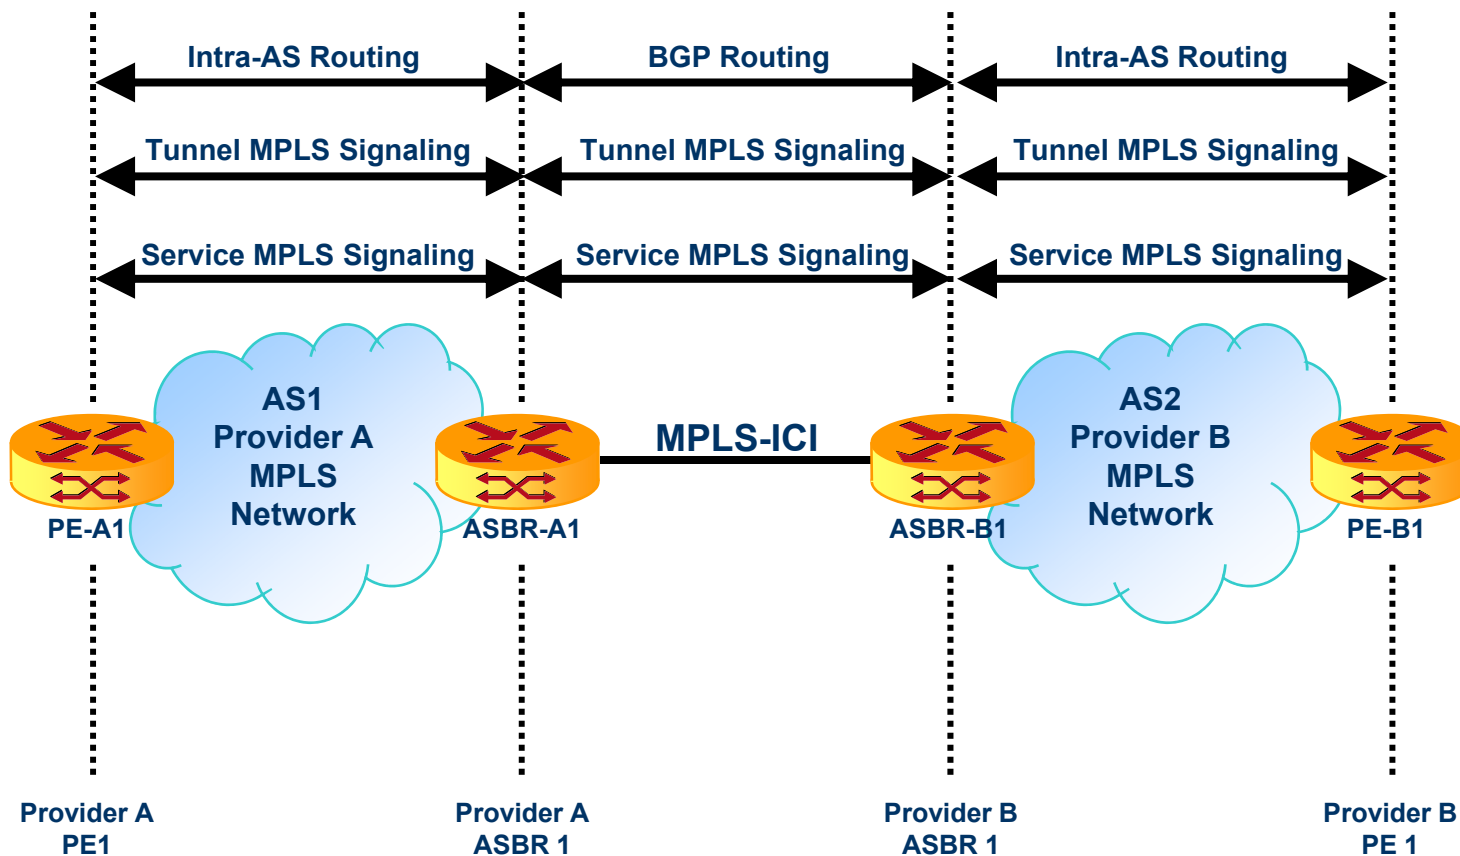 Intra-AS Routing
BGP Routing
Intra-AS Routing
Tunnel MPLS Signaling
Tunnel MPLS Signaling
Tunnel MPLS Signaling
Service MPLS Signaling
Service MPLS Signaling
Service MPLS Signaling
AS1
Provider A
MPLS
Network
MPLS-ICI
AS2
Provider B
MPLS
Network
PE-A1
ASBR-A1
ASBR-B1
PE-B1
Provider A
PE1
Provider A
ASBR 1
Provider B
ASBR 1
Provider B
PE 1